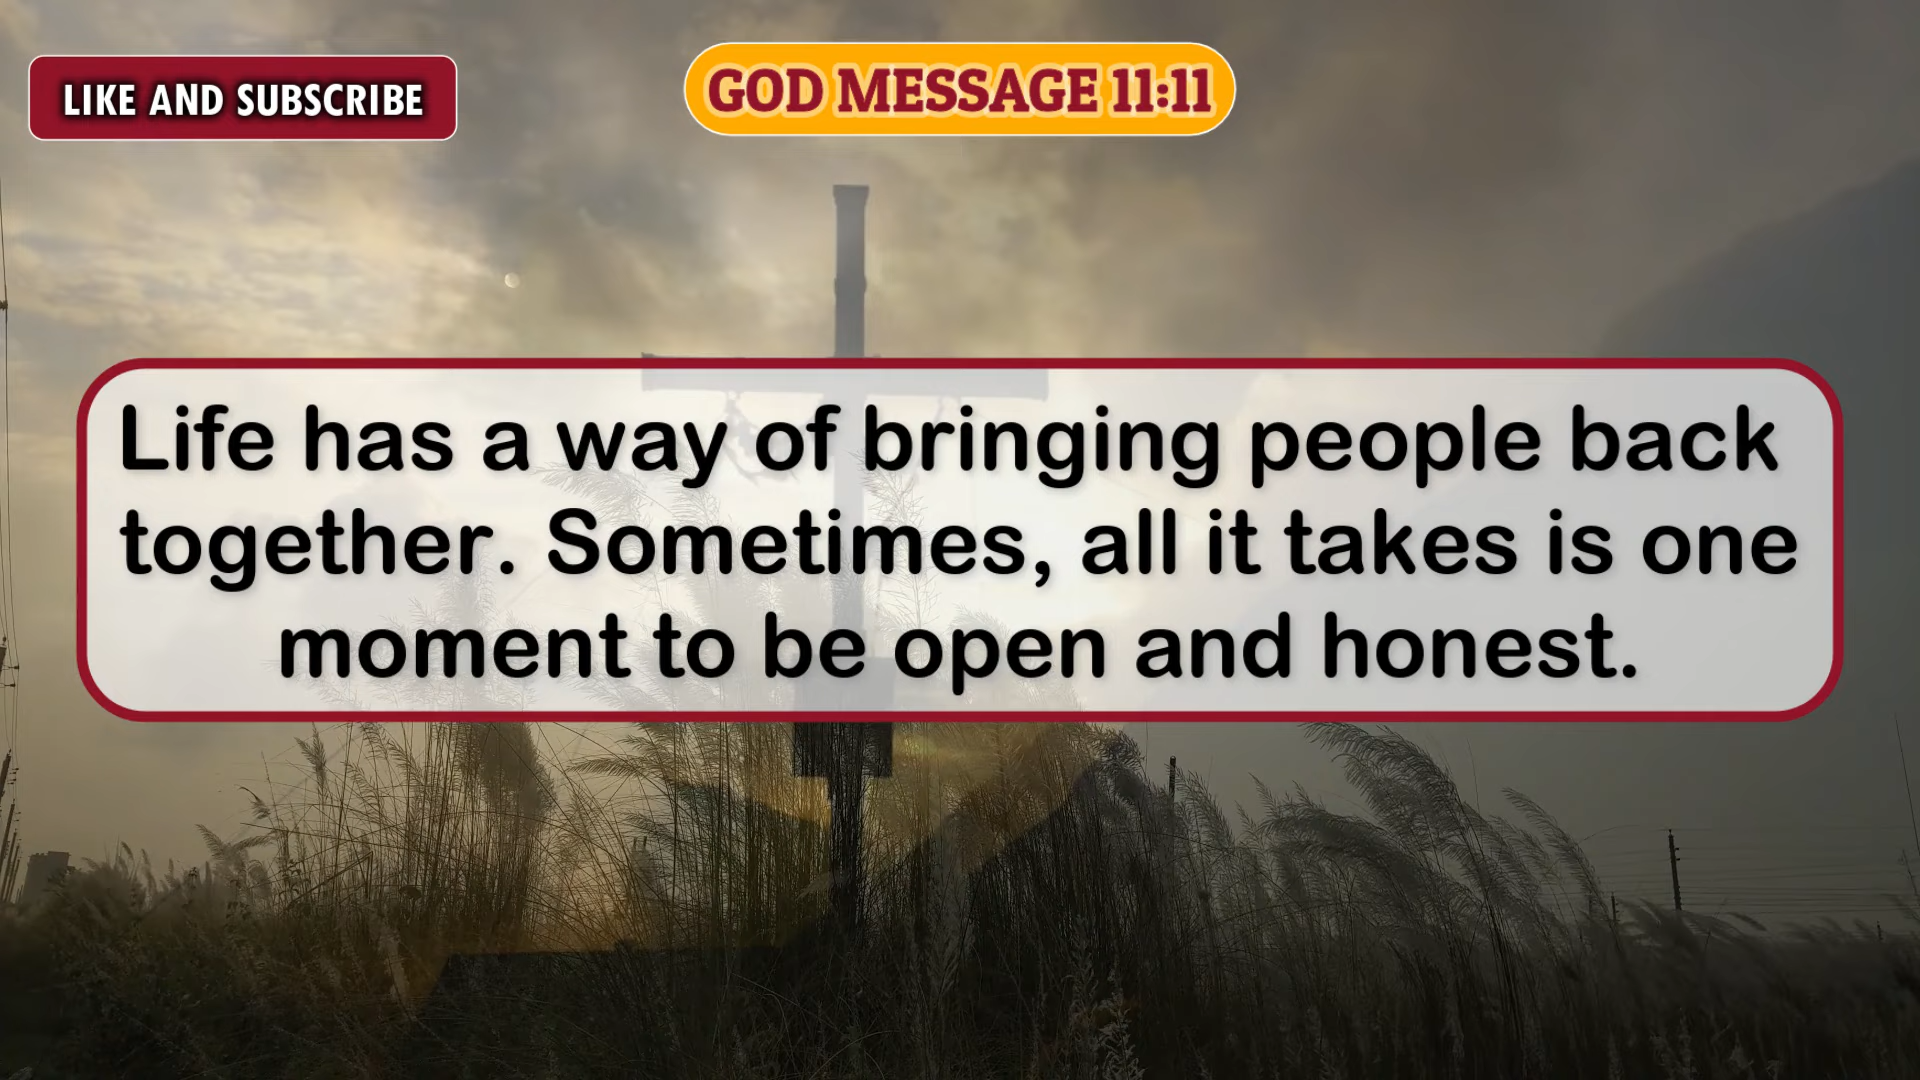 LIKE AND SUBSCRIBE
GOD MESSAGE 11:11
Life has a way of bringing people back
together. Sometimes, all it takes is one
moment to be open and honest.